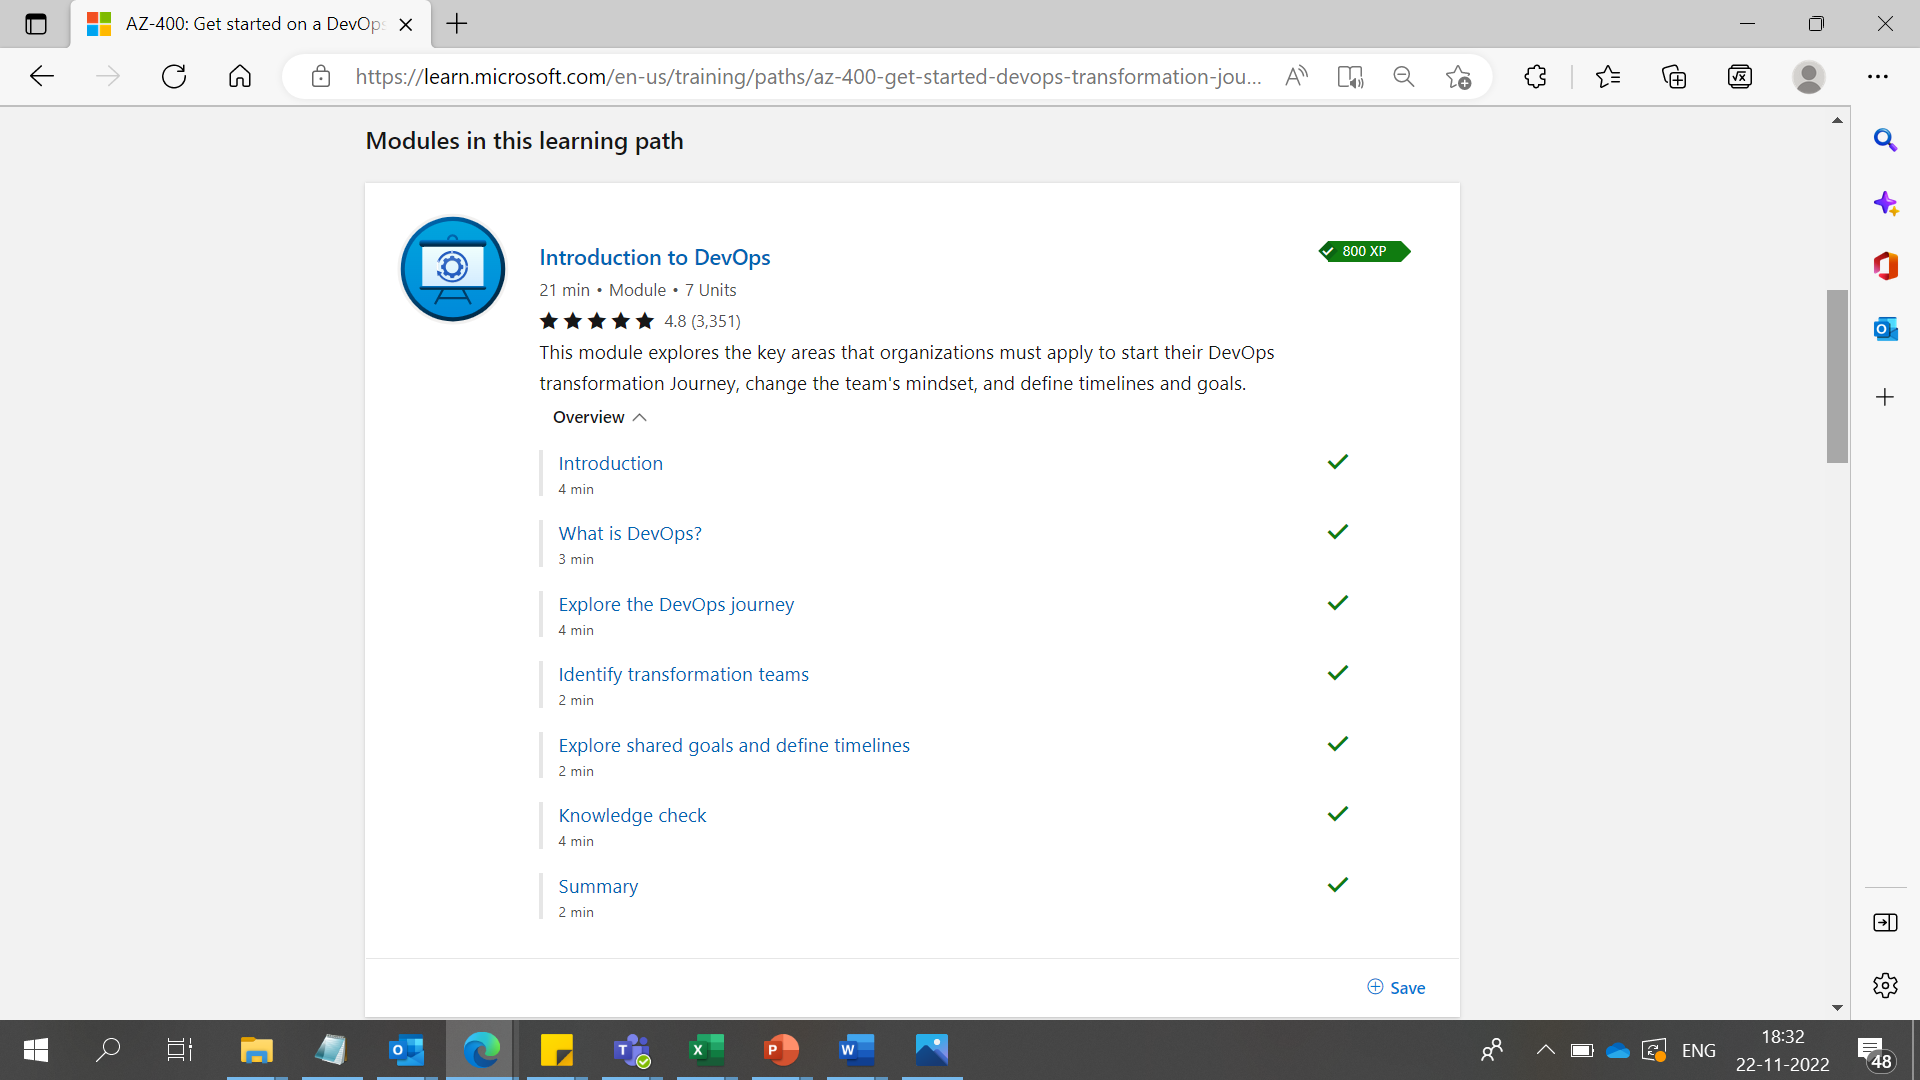 AZ-400: Get started on a DevOps
https://learn.microsoft.com/en-us/training/paths/az-400-get-started-devops-transformation-jou...
Modules in this learning path
Introduction to DevOps
800 XP
21 min • Module • 7 Units
4.8 (3,351)
This module explores the key areas that organizations must apply to start their DevOps
transformation Journey, change the team's mindset, and define timelines and goals.
Overview
Introduction
4 min
What is DevOps?
3 min
Explore the DevOps journey
4 min
Identify transformation teams
2 min
Explore shared goals and define timelines
2 min
Knowledge check
4 min
Summary
2 min
Save
ENG
18:32
22-11-2022
48